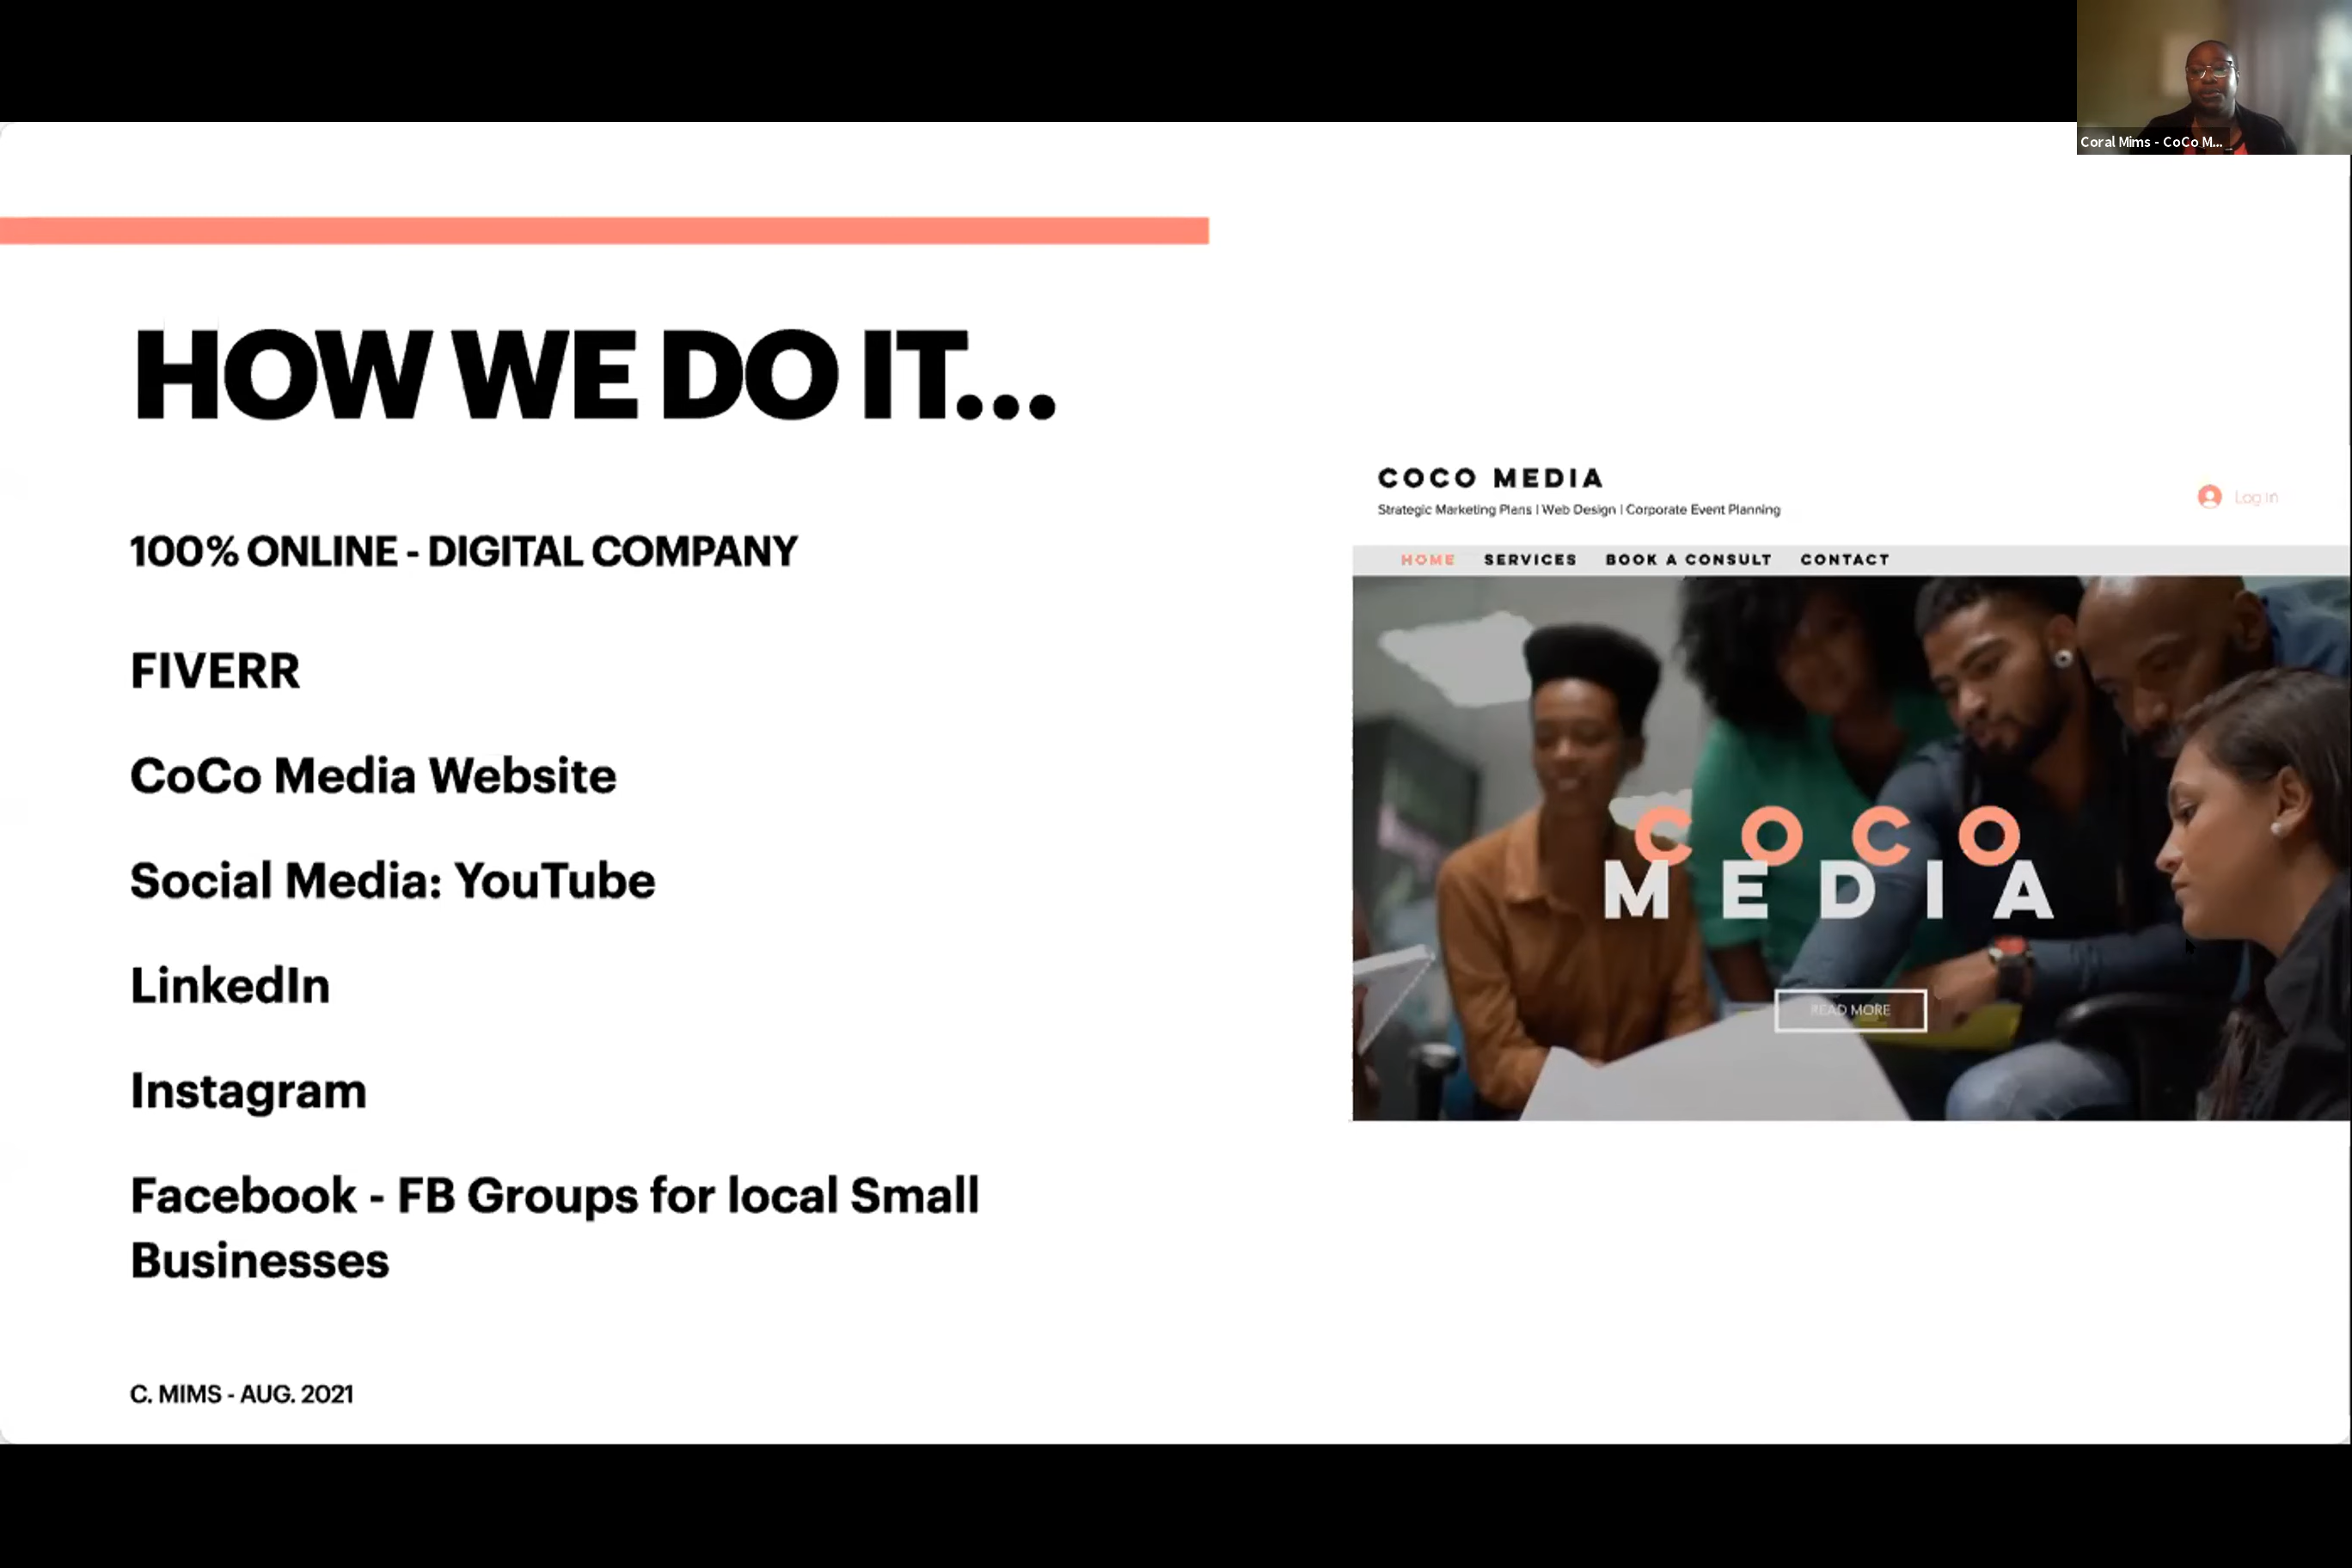 Coral Mims - CoCo M...
HOW WE DO IT...
100% ONLINE - DIGITAL COMPANY
FIVERR
CoCo Media Website
Social Media: YouTube
LinkedIn
Instagram
Facebook - FB Groups for local Small
Businesses
C. MIMS - AUG. 2021
COCO MEDIA
Strategic Marketing Plans | Web Design | Corporate Event Planning
Log In
HOME SERVICES BOOK A CONSULT CONTACT
COCO
MEDIA
READ MORE